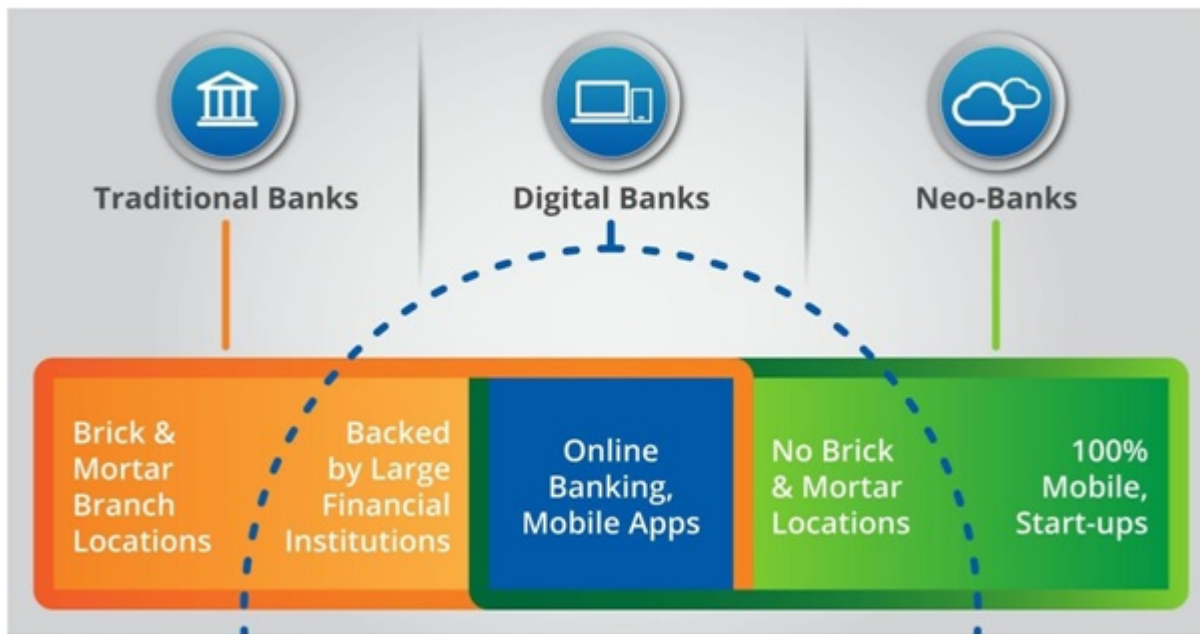 Traditional Banks
Digital Banks
Neo-Banks
Brick &
Mortar
Branch
Locations
Backed
by Large
Financial
Institutions
Online
Banking,
Mobile Apps
No Brick
& Mortar
Locations
100%
Mobile,
Start-ups